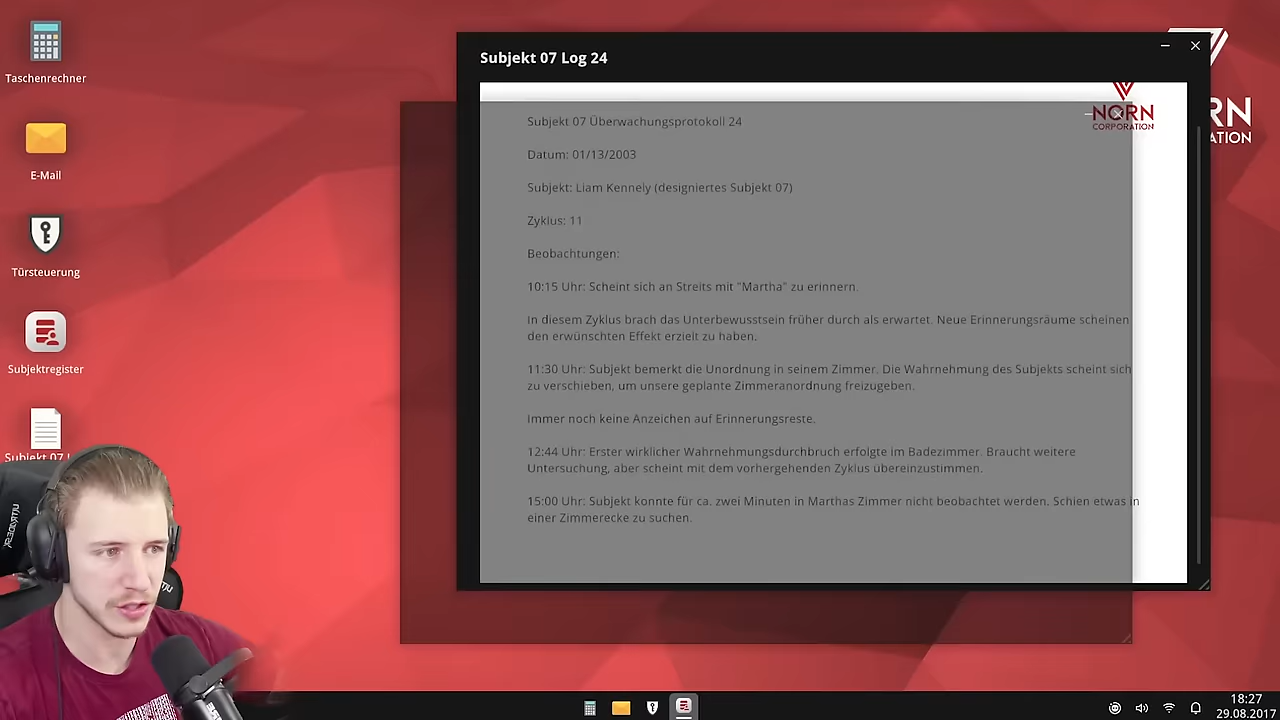 Taschenrechner
E-Mail
Türsteuerung
Subjektregister
Subjekt 07
Subjekt 07 Log 24
NORN
CORPORATION
RN
ATION
Subjekt 07 Überwachungsprotokoll 24
Datum: 01/13/2003
Subjekt: Liam Kennely (designiertes Subjekt 07)
Zyklus: 11
Beobachtungen:
10:15 Uhr: Scheint sich an Streits mit "Martha" zu erinnern.
In diesem Zyklus brach das Unterbewusstsein früher durch als erwartet. Neue Erinnerungsräume scheinen
den erwünschten Effekt erzielt zu haben.
11:30 Uhr: Subjekt bemerkt die Unordnung in seinem Zimmer. Die Wahrnehmung des Subjekts scheint sich
zu verschieben, um unsere geplante Zimmeranordnung freizugeben.
Immer noch keine Anzeichen auf Erinnerungsreste.
12:44 Uhr: Erster wirklicher Wahrnehmungsdurchbruch erfolgte im Badezimmer. Braucht weitere
Untersuchung, aber scheint mit dem vorhergehenden Zyklus übereinzustimmen.
15:00 Uhr: Subjekt konnte für ca. zwei Minuten in Marthas Zimmer nicht beobachtet werden. Schien etwas in
einer Zimmerecke zu suchen.
18:27
29.08.2017